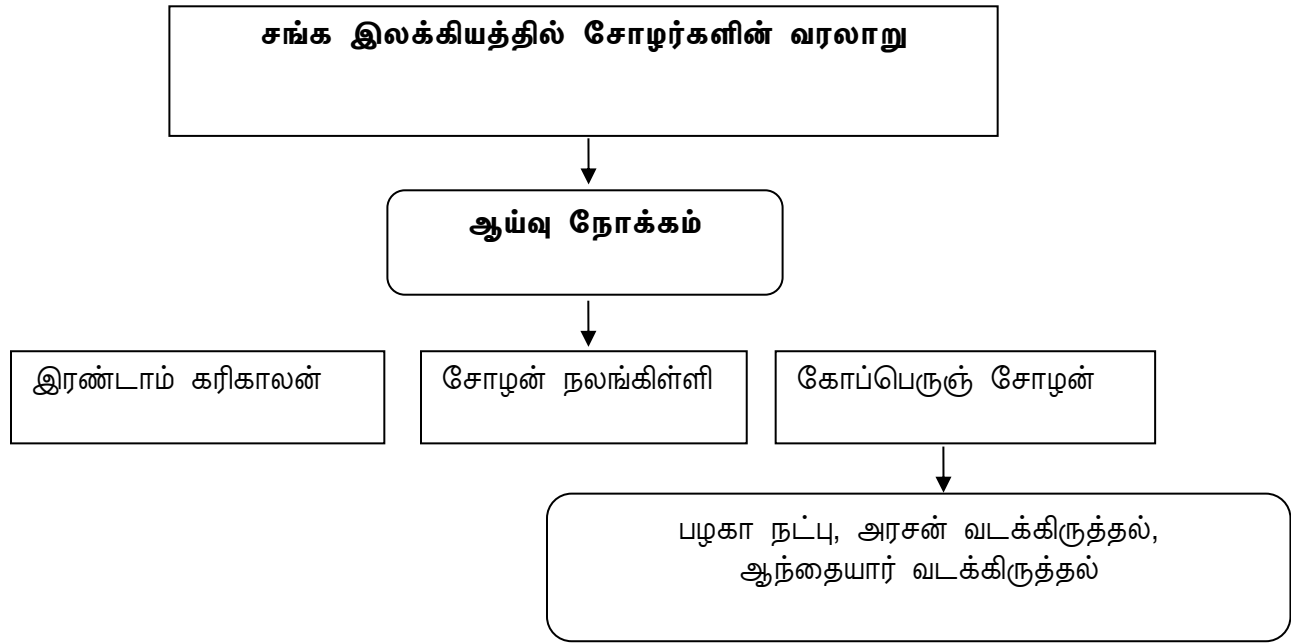 சங்க இலக்கியத்தில் சோழர்களின் வரலாறு
ஆய்வு நோக்கம்
இரண்டாம் கரிகாலன்
சோழன் நலங்கிள்ளி
கோப்பெருஞ் சோழன்
பழகா நட்பு, அரசன் வடக்கிருத்தல்,
ஆந்தையார் வடக்கிருத்தல்